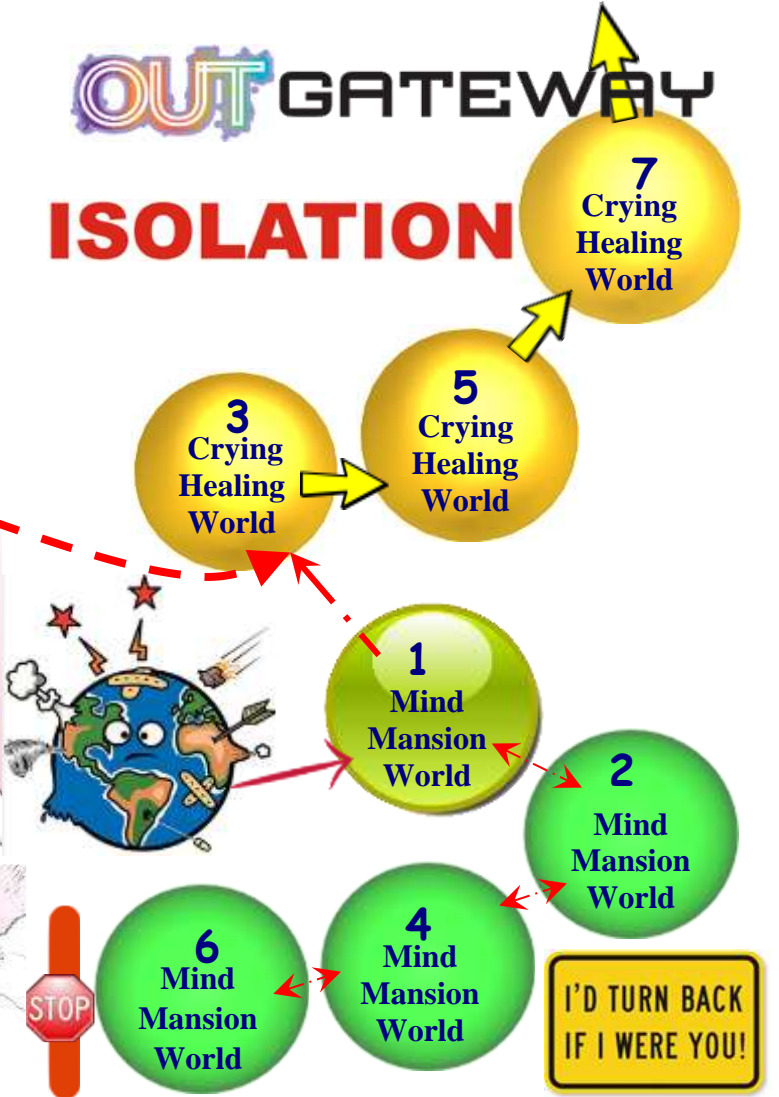 OUT GATEWAY
ISOLATION
7
Crying
Healing
World
5
Crying
Healing
World
3
Crying
Healing
World
1
Mind
Mansion
World
2
Mind
Mansion
World
4
Mind
Mansion
World
6
Mind
Mansion
World
STOP
I'D TURN BACK
IF I WERE YOU!